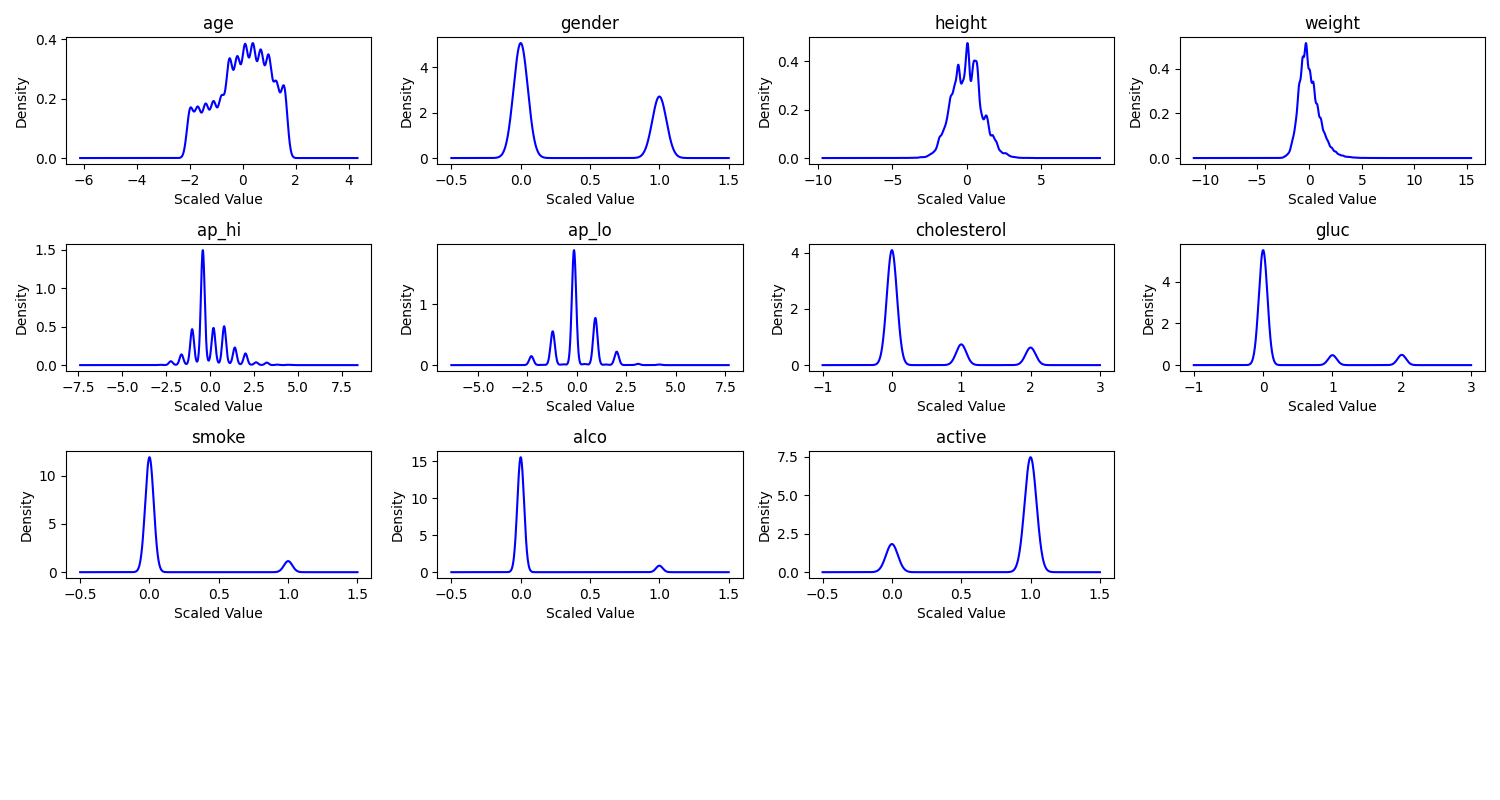 age
gender
height
weight
Density
0.4
0.2
0.0
−6 −4 −2 0 2 4
Scaled Value
Density
4
2
0
−0.5 0.0 0.5 1.0 1.5
Scaled Value
Density
0.4
0.2
0.0
−10 −5 0 5
Scaled Value
Density
0.4
0.2
0.0
−10 −5 0 5 10 15
Scaled Value
ap_hi
ap_lo
cholesterol
gluc
Density
1.5
1.0
0.5
0.0
−7.5 −5.0 −2.5 0.0 2.5 5.0 7.5
Scaled Value
Density
1
0
−5.0 −2.5 0.0 2.5 5.0 7.5
Scaled Value
Density
4
2
0
−1 0 1 2 3
Scaled Value
Density
4
2
0
−1 0 1 2 3
Scaled Value
smoke
alco
active
Density
10
5
0
−0.5 0.0 0.5 1.0 1.5
Scaled Value
Density
15
10
5
0
−0.5 0.0 0.5 1.0 1.5
Scaled Value
Density
7.5
5.0
2.5
0.0
−0.5 0.0 0.5 1.0 1.5
Scaled Value